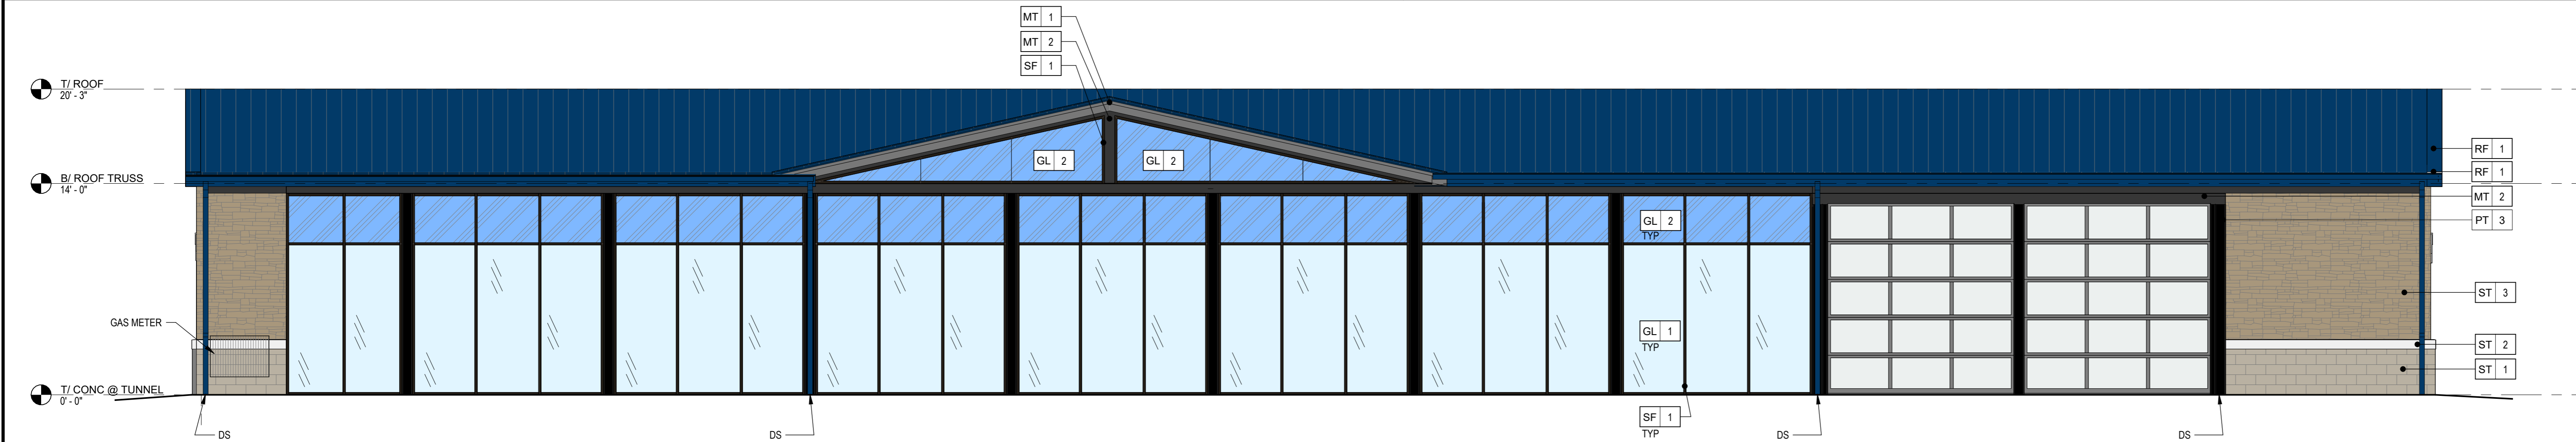 MT 1
MT 2
SF 1
T/ ROOF
20' - 3"
GL 2
GL 2
RF 1
RF 1
B/ ROOF TRUSS
14' - 0"
MT 2
GL 2
TYP
PT 3
ST 3
GAS METER
GL 1
TYP
ST 2
ST 1
T/ CONC @ TUNNEL
0' - 0"
SF 1
TYP
DS
DS
DS
DS